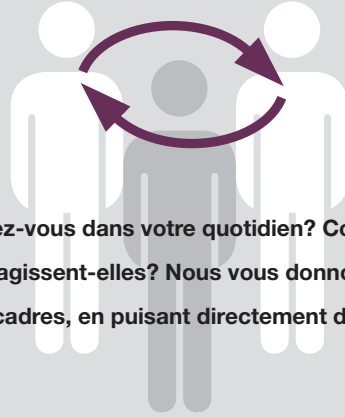 ez-vous dans votre quotidien? Co
agissent-elles? Nous vous donno
cadres, en puisant directement d